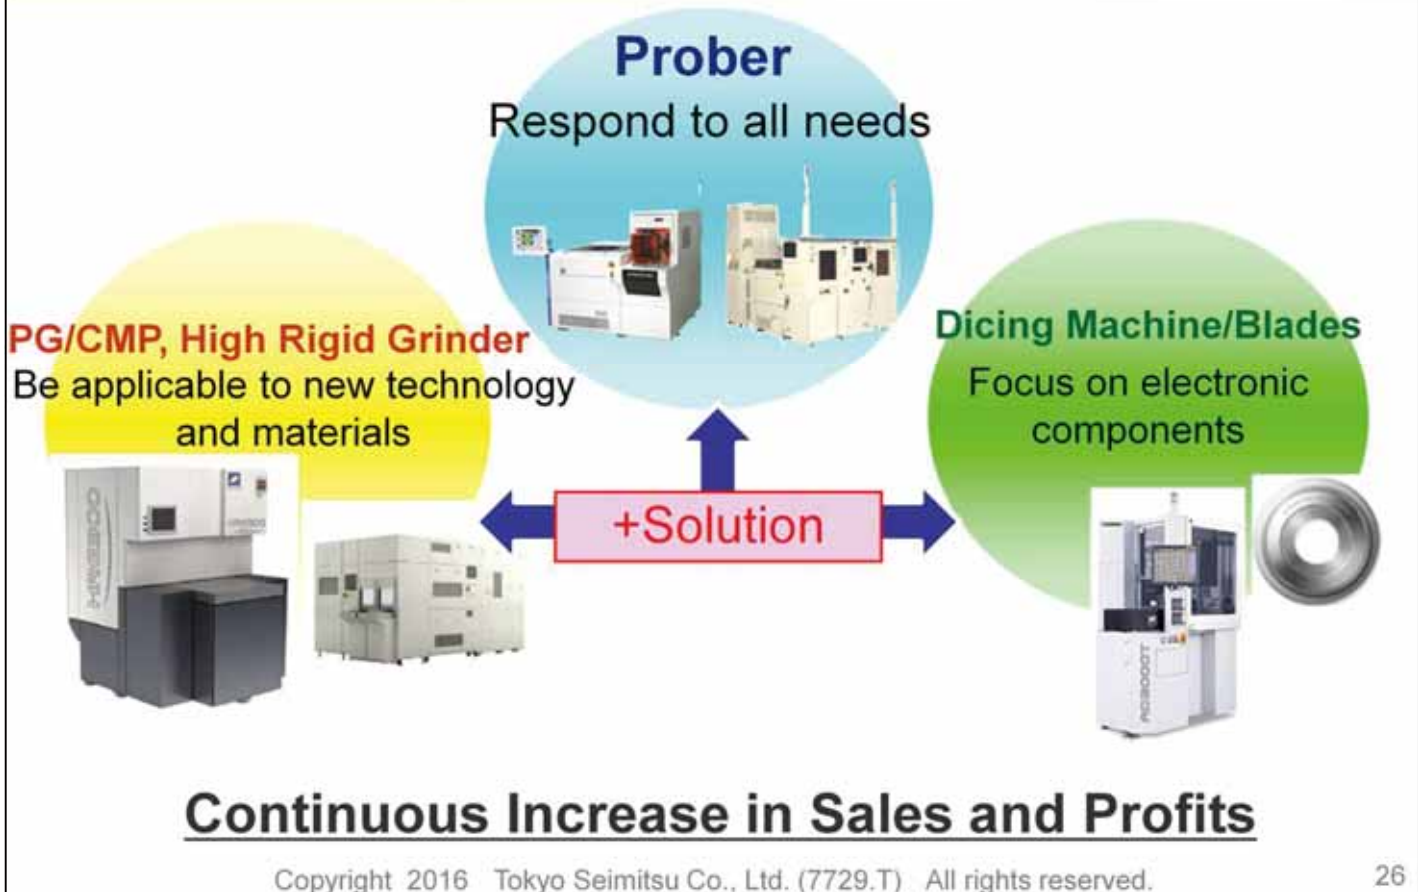 Prober
Respond to all needs
PG/CMP, High Rigid Grinder
Be applicable to new technology
and materials
Dicing Machine/Blades
Focus on electronic
components
+Solution
HRG300
AD3000T
Continuous Increase in Sales and Profits
Copyright 2016 Tokyo Seimitsu Co., Ltd. (7729.T) All rights reserved.
26